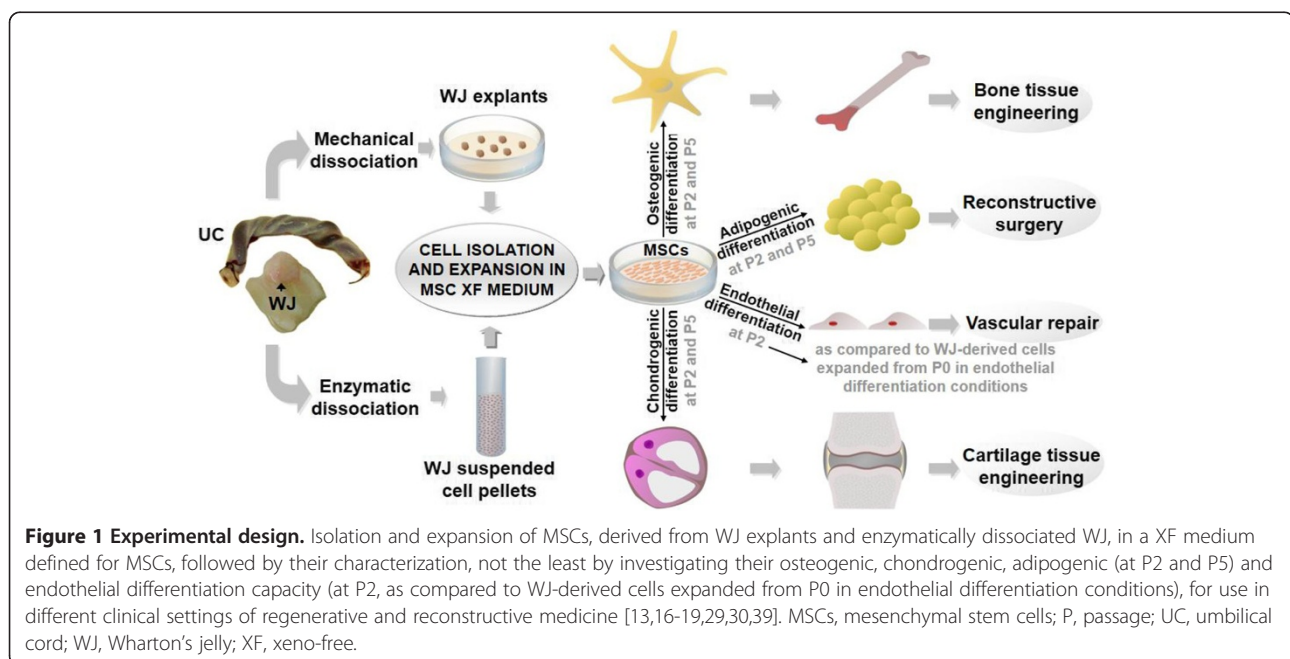 WJ explants
Mechanical
dissociation
UC
WJ
CELL ISOLATION
AND EXPANSION IN
MSC XF MEDIUM
Enzymatic
dissociation
WJ suspended
cell pellets
MSCs
Osteogenic
differentiation
at P2 and P5
Bone tissue
engineering
Adipogenic
differentiation
at P2 and P5
Reconstructive
surgery
Endothelial
differentiation
at P2
Vascular repair
as compared to WJ-derived cells
expanded from P0 in endothelial
differentiation conditions
Chondrogenic
differentiation
at P2 and P5
Cartilage tissue
engineering
Figure 1 Experimental design. Isolation and expansion of MSCs, derived from WJ explants and enzymatically dissociated WJ, in a XF medium
defined for MSCs, followed by their characterization, not the least by investigating their osteogenic, chondrogenic, adipogenic (at P2 and P5) and
endothelial differentiation capacity (at P2, as compared to WJ-derived cells expanded from P0 in endothelial differentiation conditions), for use in
different clinical settings of regenerative and reconstructive medicine [13,16-19,29,30,39]. MSCs, mesenchymal stem cells; P, passage; UC, umbilical
cord; WJ, Wharton's jelly; XF, xeno-free.